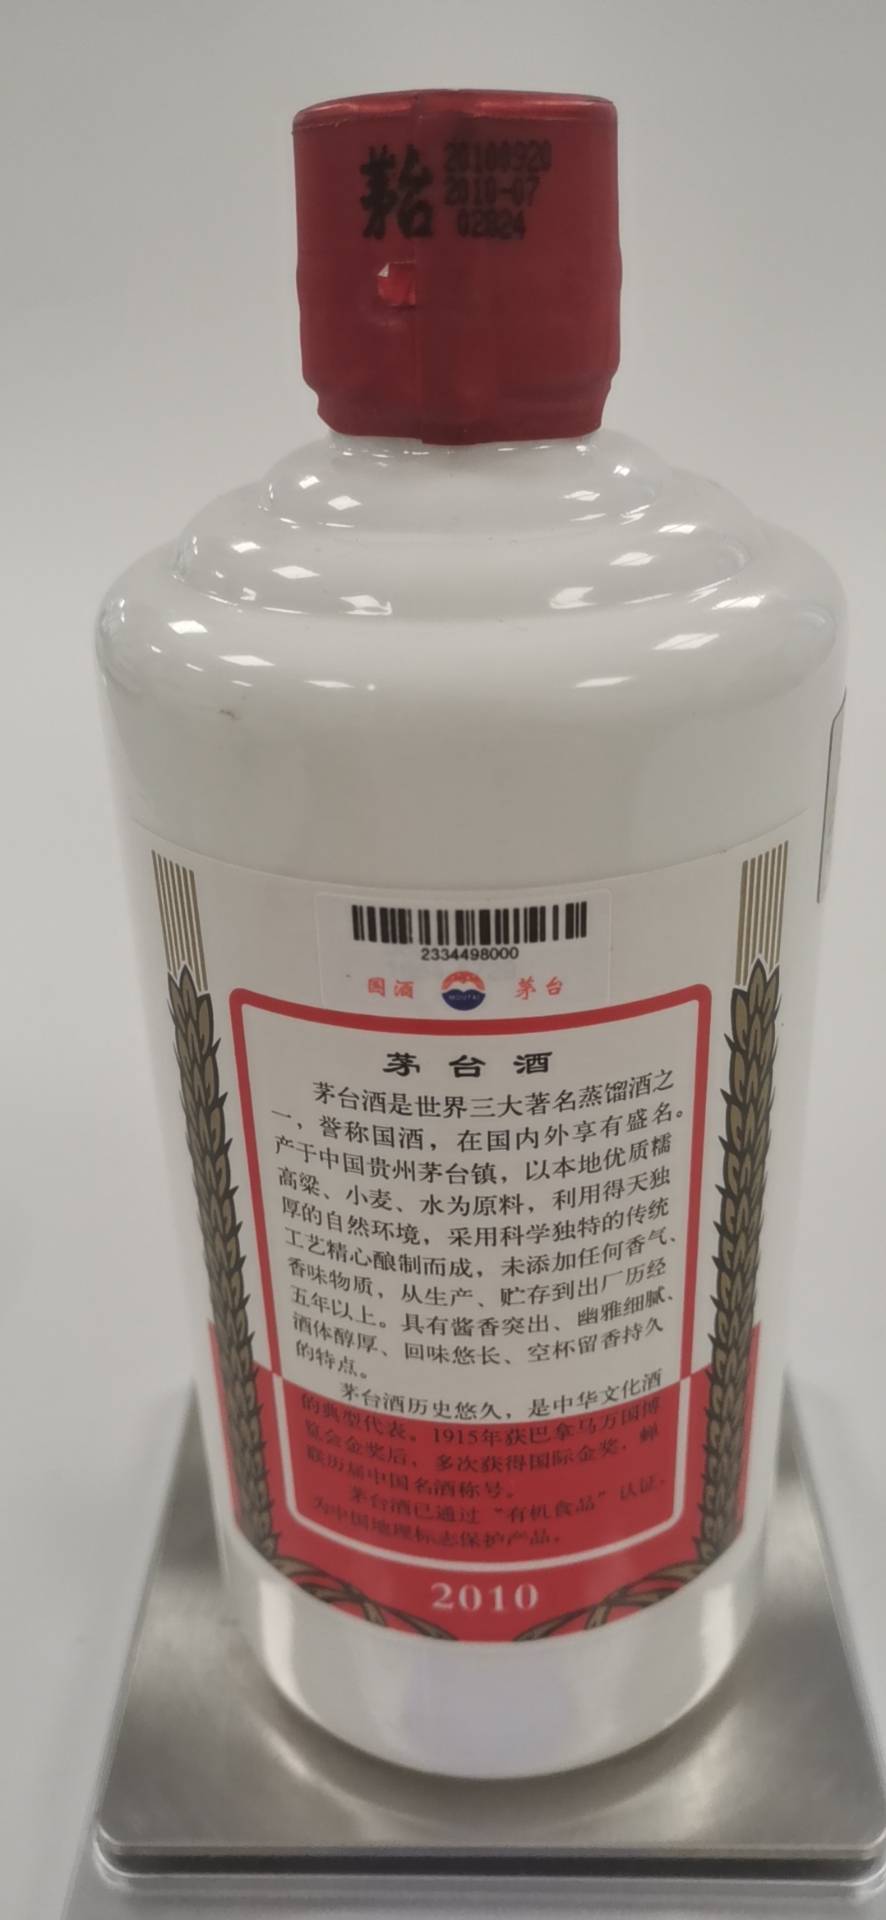 茅台
20100920
2010-07
02824
2334498000
国酒 MOUTAI 茅台
茅台酒
茅台酒是世界三大著名蒸馏酒之
一，誉称国酒，在国内外享有盛名。
产于中国贵州茅台镇，以本地优质糯
高粱、小麦、水为原料，利用得天独
厚的自然环境，采用科学独特的传统
工艺精心酿制而成，未添加任何香气、
香味物质，从生产、贮存到出厂历经
五年以上。具有酱香突出、幽雅细腻、
酒体醇厚、回味悠长、空杯留香持久
的特点。
茅台酒历史悠久，是中华文化酒
的典型代表。1915年获巴拿马万国博
览会金奖后，多次获得国际金奖，蝉
联历届中国名酒称号。
茅台酒已通过“有机食品”认证，
为中国地理标志保护产品。
2010